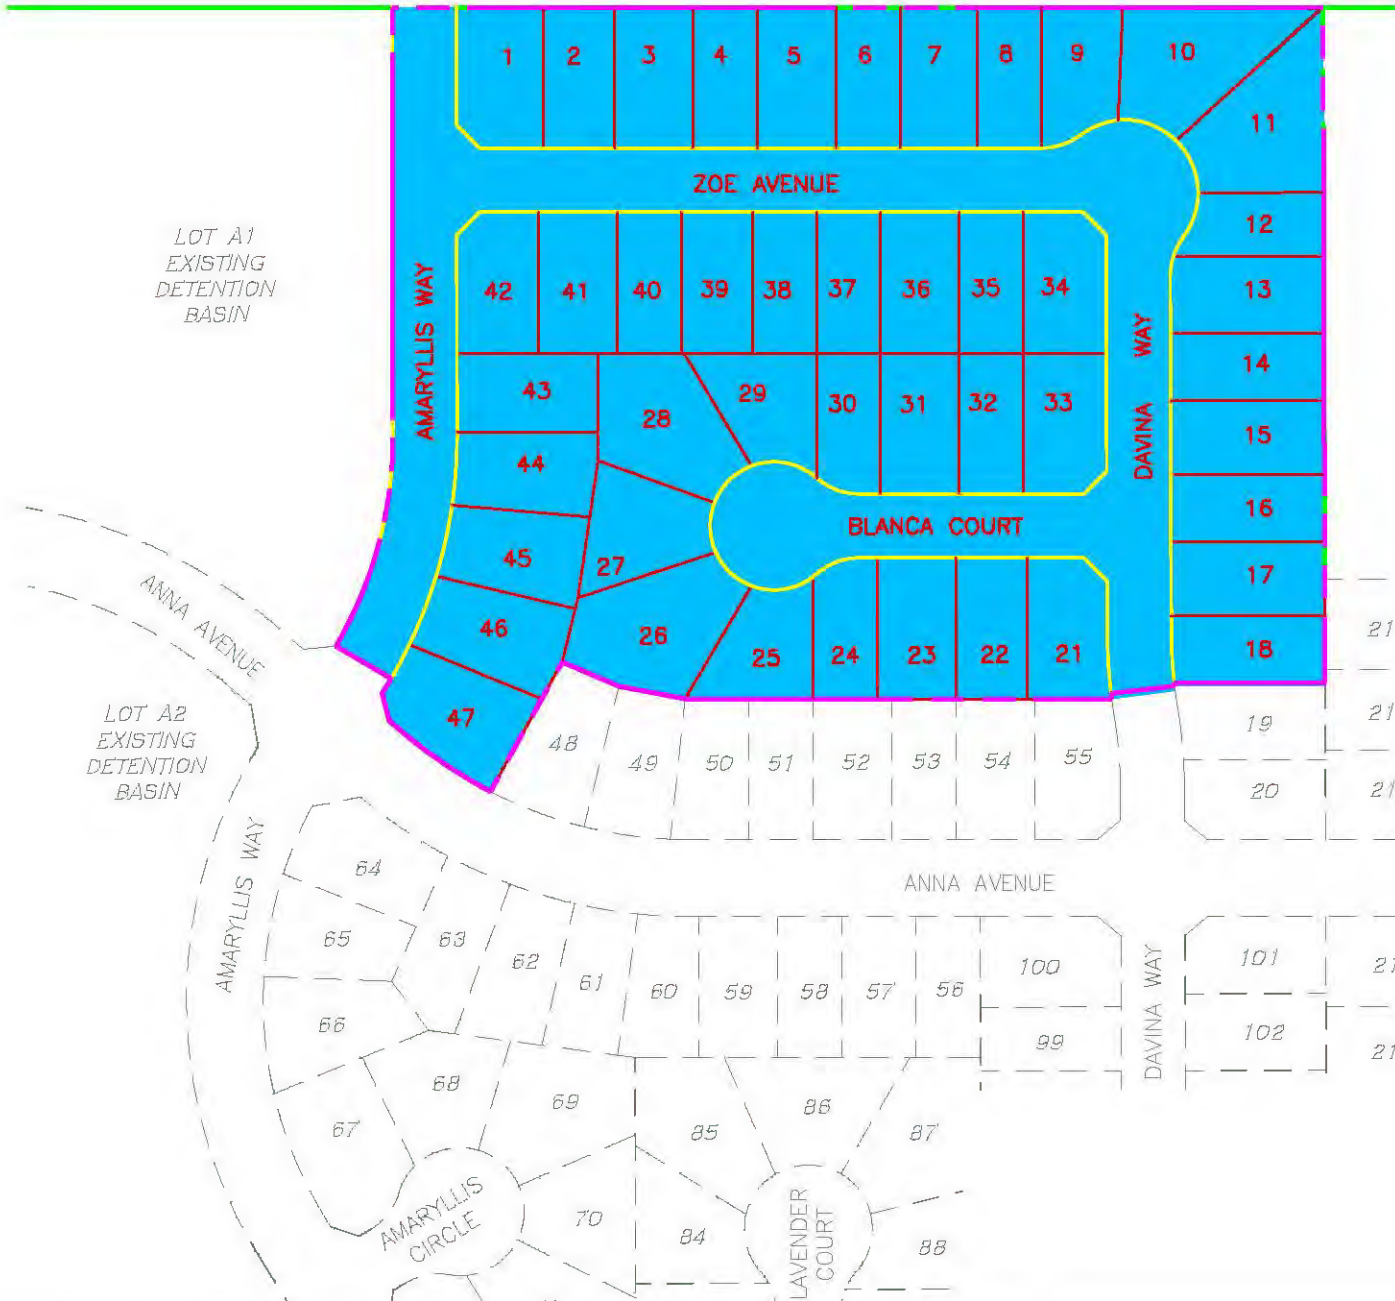 1 2 3 4 5 6 7 8 9 10
11
ZOE AVENUE
12
LOT A1
EXISTING
DETENTION
BASIN
AMARYLLIS WAY
42 41 40 39 38 37 36 35 34
13
DAVINA WAY
14
43 28 29 30 31 32 33
15
44
16
BLANCA COURT
45 27
17
ANNA AVENUE
46 26 25 24 23 22 21
18
21
LOT A2
EXISTING
DETENTION
BASIN
47
48 49 50 51 52 53 54 55
19
21
20
21
AMARYLLIS WAY
64
ANNA AVENUE
65 63 62 61 60 59 58 57 56
100
101
21
DAVINA WAY
66
99
102
21
68 69
86
67
85
87
AMARYLLIS
CIRCLE
70
84
LAVENDER
COURT
88